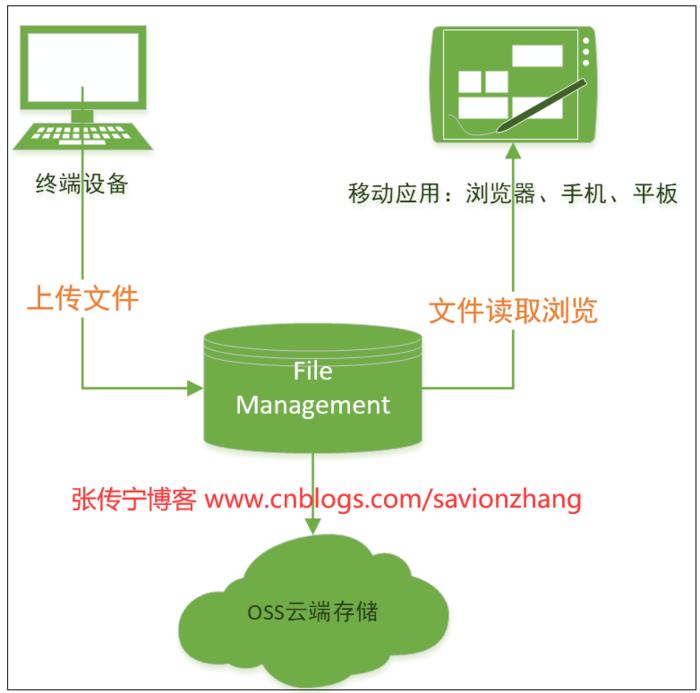 终端设备
移动应用：浏览器、手机、平板
上传文件
文件读取浏览
File
Management
张传宁博客 www.cnblogs.com/savionzhang
OSS云端存储